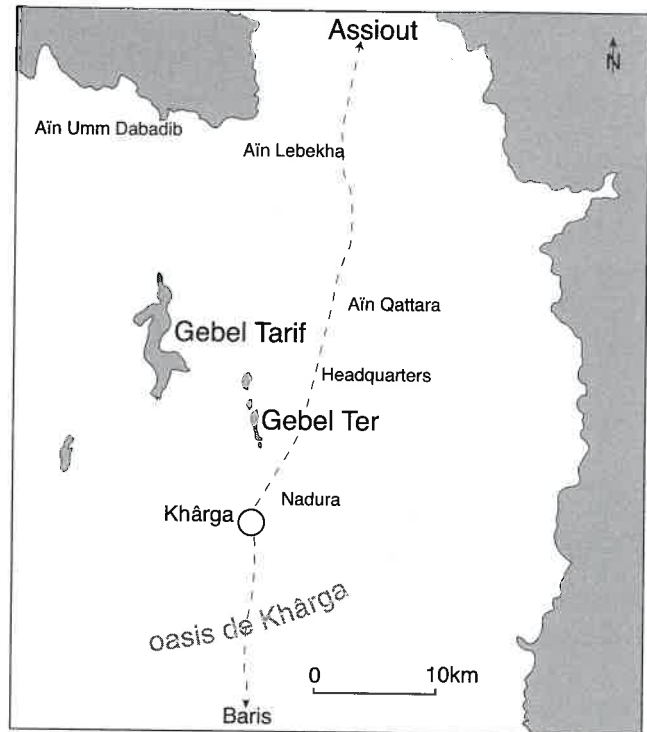 Assiout
N
Aïn Umm Dabadib
Aïn Lebekha
Aïn Qattara
Gebel Tarif
Headquarters
Gebel Ter
Nadura
Khârga
oasis de Khârga
0 10km
Baris